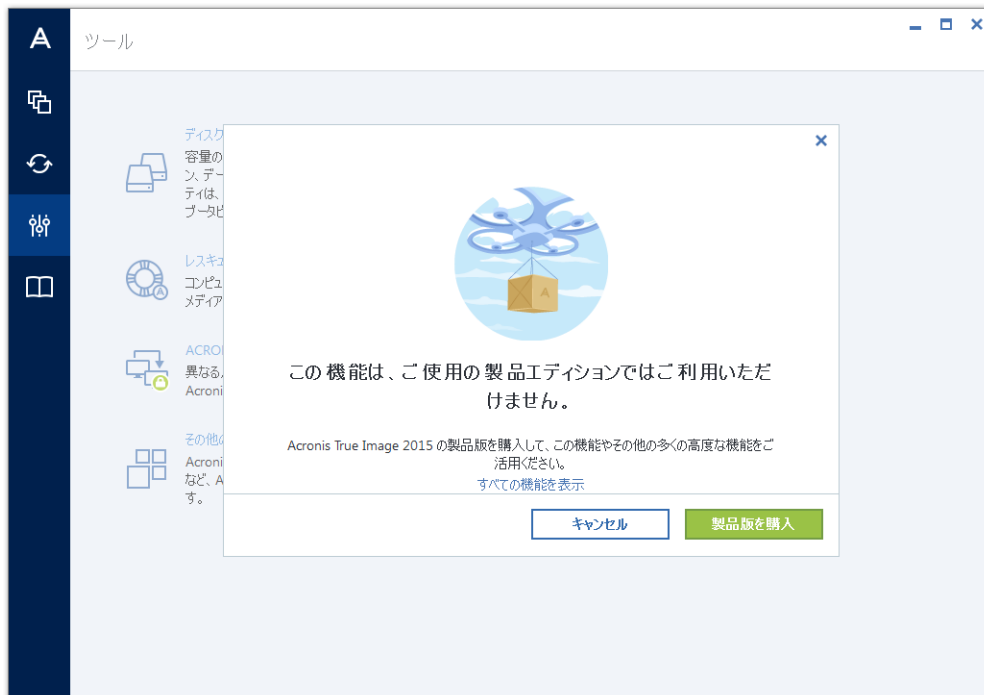 ツール
ディスク
容量の
ン、デー
ティは、
ブータビ
レスキュ
コンピュ
メディア
ACRO
異なる
Acroni
その他の
Acroni
など、A
す。
この機能は、ご使用の製品エディションではご利用いただ
けません。
Acronis True Image 2015 の製品版を購入して、この機能やその他の多くの高度な機能をご
活用ください。
すべての機能を表示
キャンセル
製品版を購入